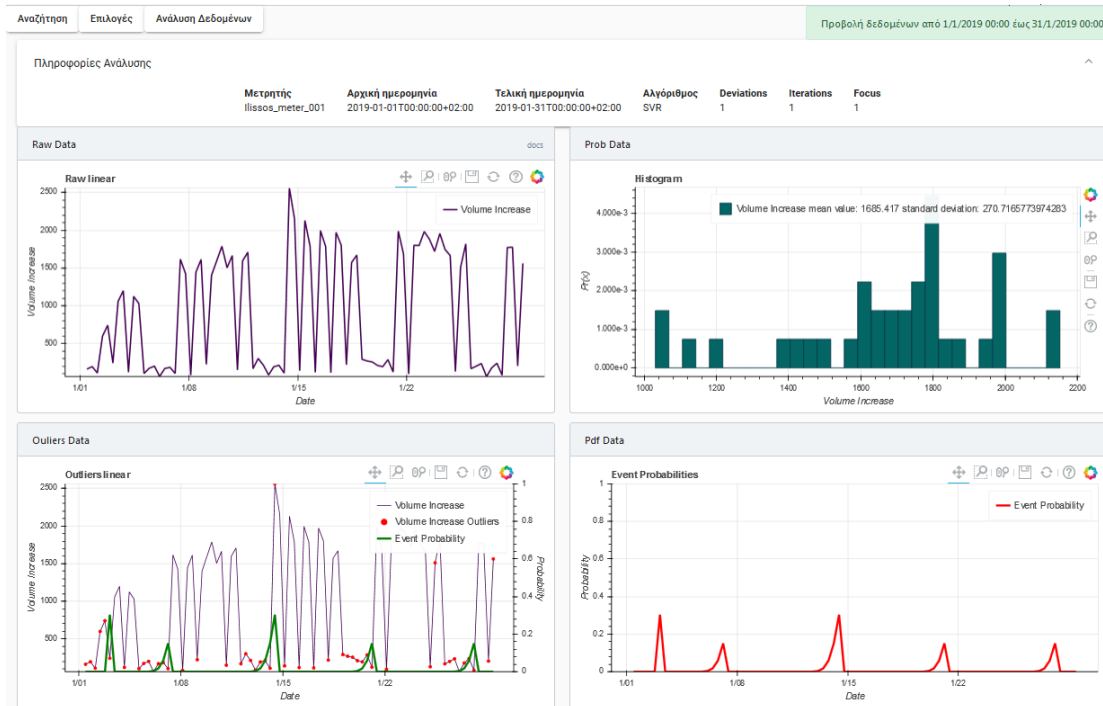 Αναζήτηση Επιλογές Ανάλυση Δεδομένων
Προβολή δεδομένων από 1/1/2019 00:00 έως 31/1/2019 00:00
Πληροφορίες Ανάλυσης
Μετρητής Αρχική ημερομηνία Τελική ημερομηνία Αλγόριθμος Deviations Iterations Focus
Ilissos_meter_001 2019-01-01T00:00:00+02:00 2019-01-31T00:00:00+02:00 SVR 1 1 1
Raw Data docs
Raw linear
Volume Increase
2500
2000
1500
1000
500
Volume Increase
1/01 1/08 1/15 1/22
Date
Prob Data
Histogram
Volume Increase mean value: 1685.417 standard deviation: 270.7165773974283
4.000e-3
3.000e-3
2.000e-3
1.000e-3
0.000e+0
Pr(x)
1000 1200 1400 1600 1800 2000 2200
Volume Increase
Ouliers Data
Outliers linear
Volume Increase
Volume Increase Outliers
Event Probability
2500
2000
1500
1000
500
Volume Increase
1
0.8
0.6
0.4
0.2
0
Probability
1/01 1/08 1/15 1/22
Date
Pdf Data
Event Probabilities
Event Probability
1
0.8
0.6
0.4
0.2
0
Probability
1/01 1/08 1/15 1/22
Date